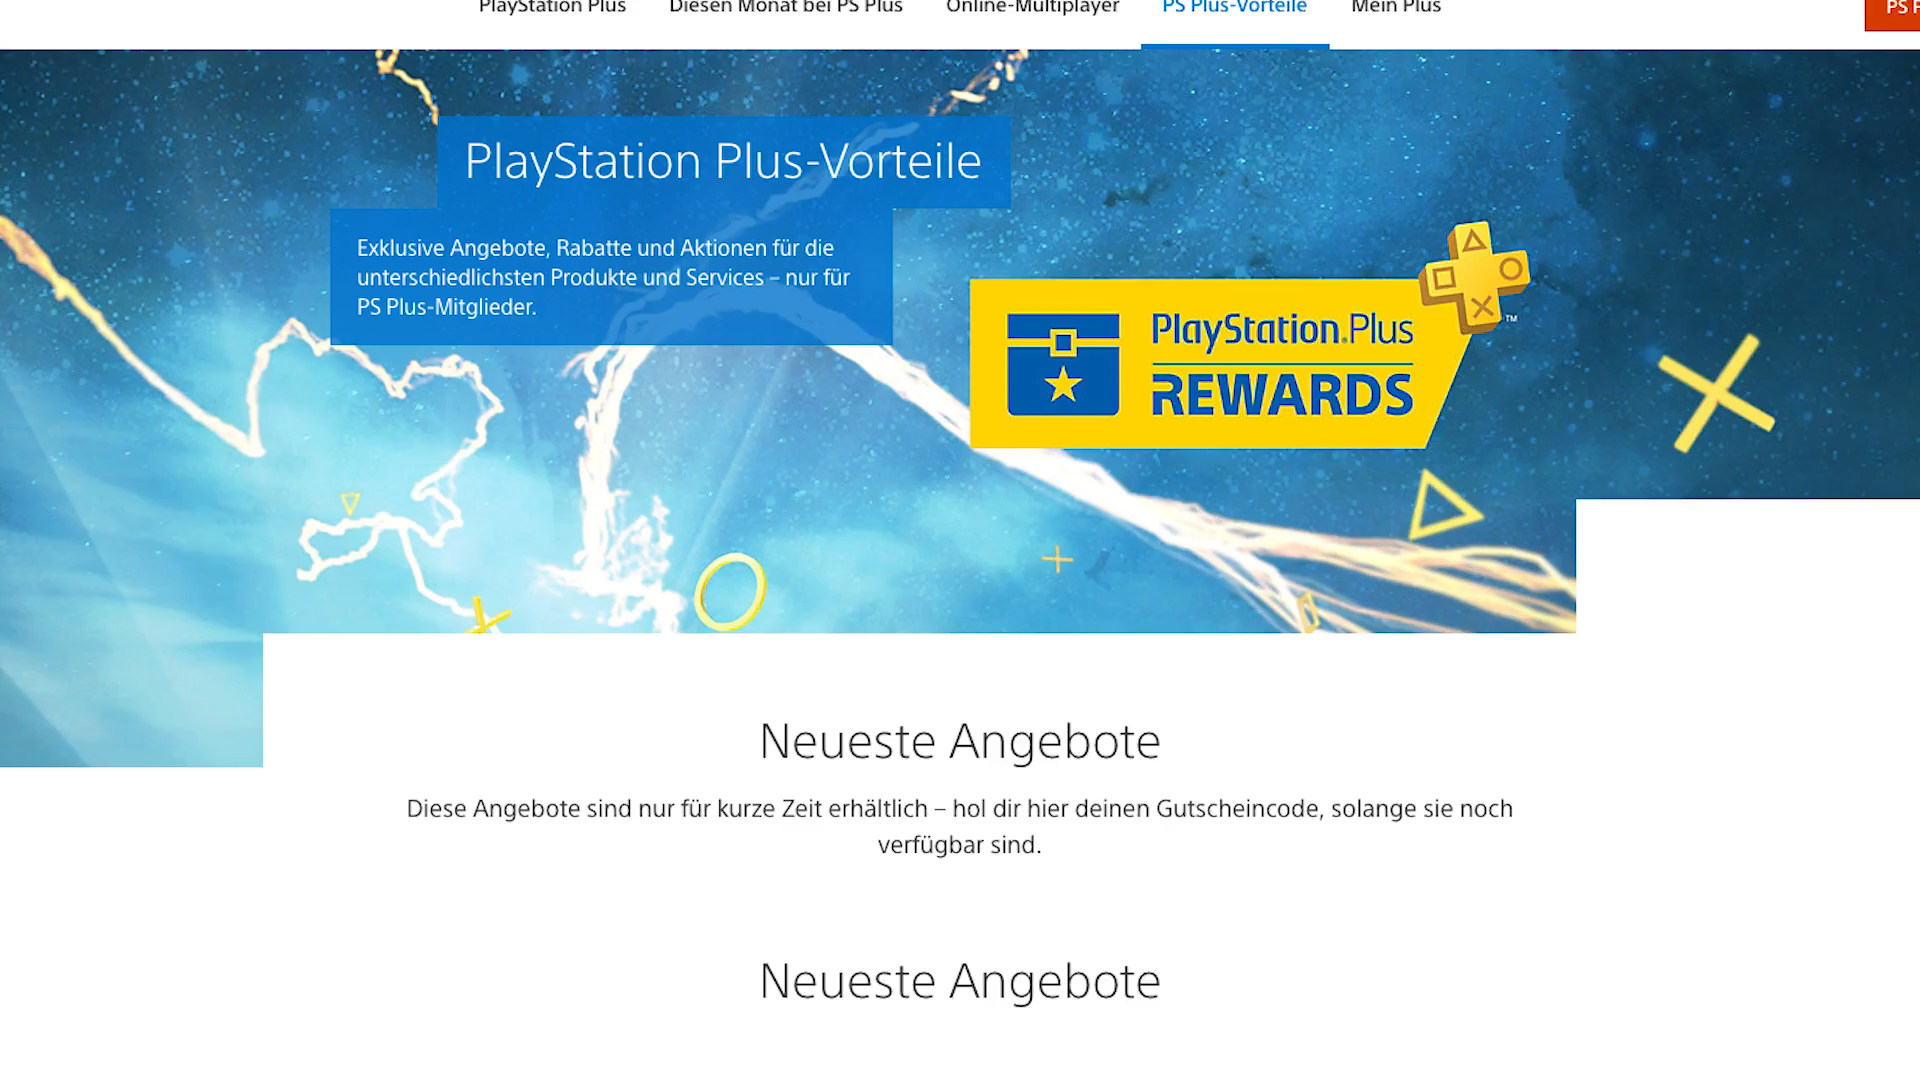 PlayStation Plus
Diesen Monat bei PS Plus
Online-Multiplayer
PS Plus-Vorteile
Mein Plus
PS
PlayStation Plus-Vorteile
Exklusive Angebote, Rabatte und Aktionen für die
unterschiedlichsten Produkte und Services – nur für
PS Plus-Mitglieder.
PlayStation.Plus
REWARDS
TM
Neueste Angebote
Diese Angebote sind nur für kurze Zeit erhältlich – hol dir hier deinen Gutscheincode, solange sie noch
verfügbar sind.
Neueste Angebote